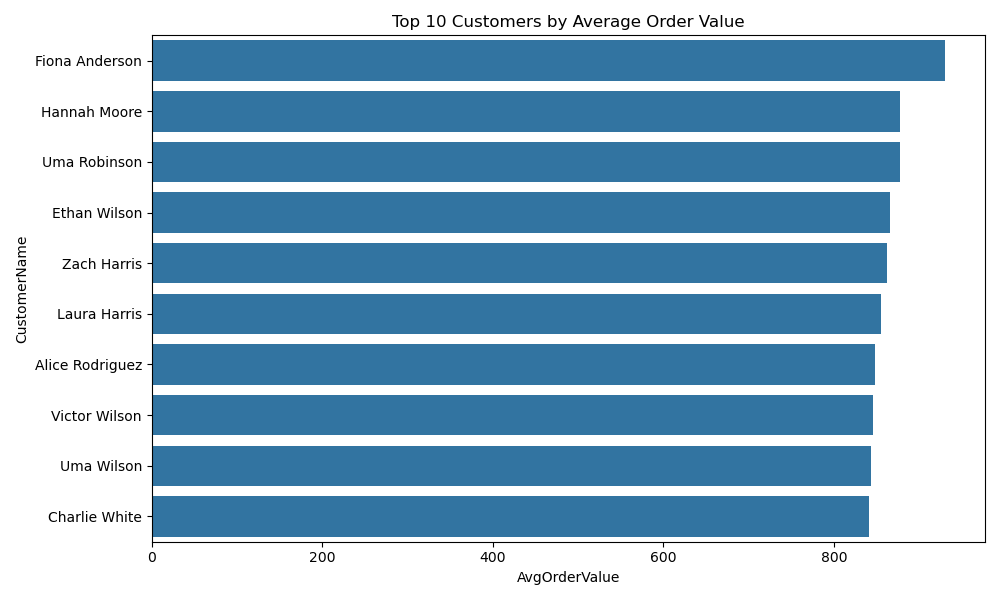 Top 10 Customers by Average Order Value
CustomerName
Fiona Anderson
Hannah Moore
Uma Robinson
Ethan Wilson
Zach Harris
Laura Harris
Alice Rodriguez
Victor Wilson
Uma Wilson
Charlie White
0 200 400 600 800
AvgOrderValue